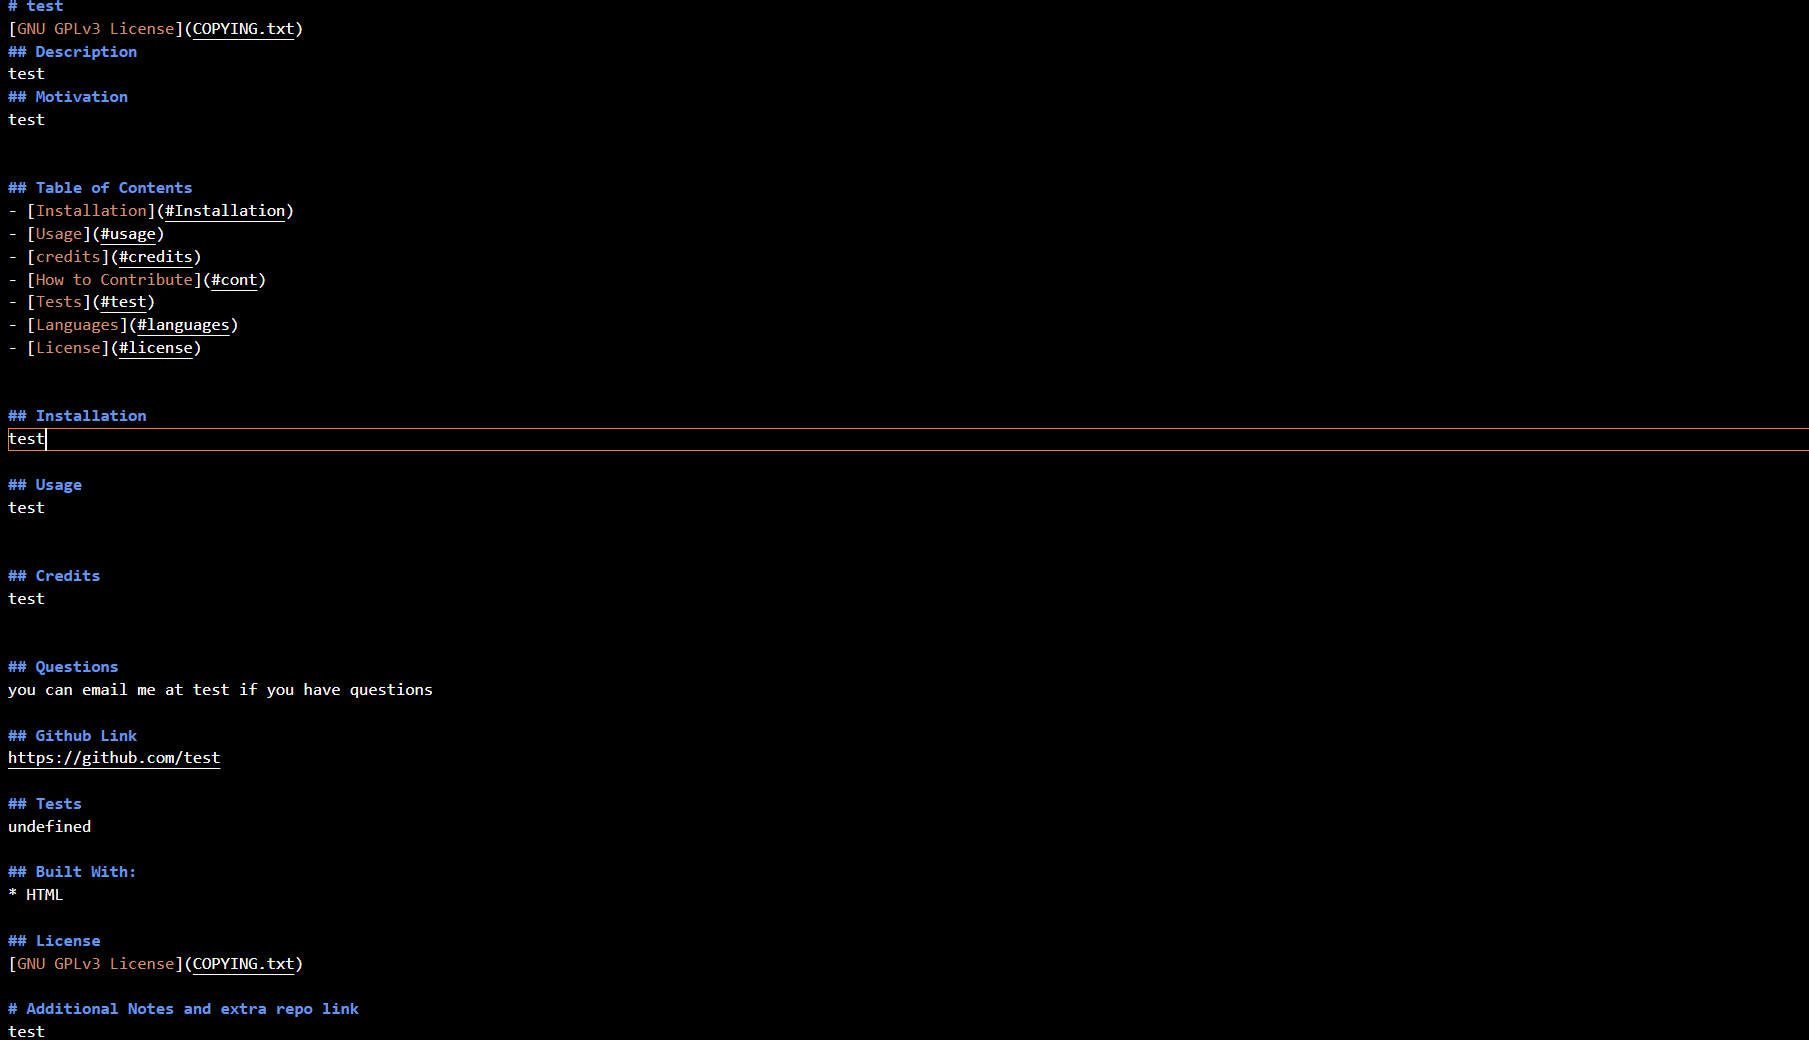 # test
[GNU GPLv3 License](COPYING.txt)
## Description
test
## Motivation
test
## Table of Contents
- [Installation](#Installation)
- [Usage](#usage)
- [credits](#credits)
- [How to Contribute](#cont)
- [Tests](#test)
- [Languages](#languages)
- [License](#license)
## Installation
test
## Usage
test
## Credits
test
## Questions
you can email me at test if you have questions
## Github Link
https://github.com/test
## Tests
undefined
## Built With:
* HTML
## License
[GNU GPLv3 License](COPYING.txt)
# Additional Notes and extra repo link
test